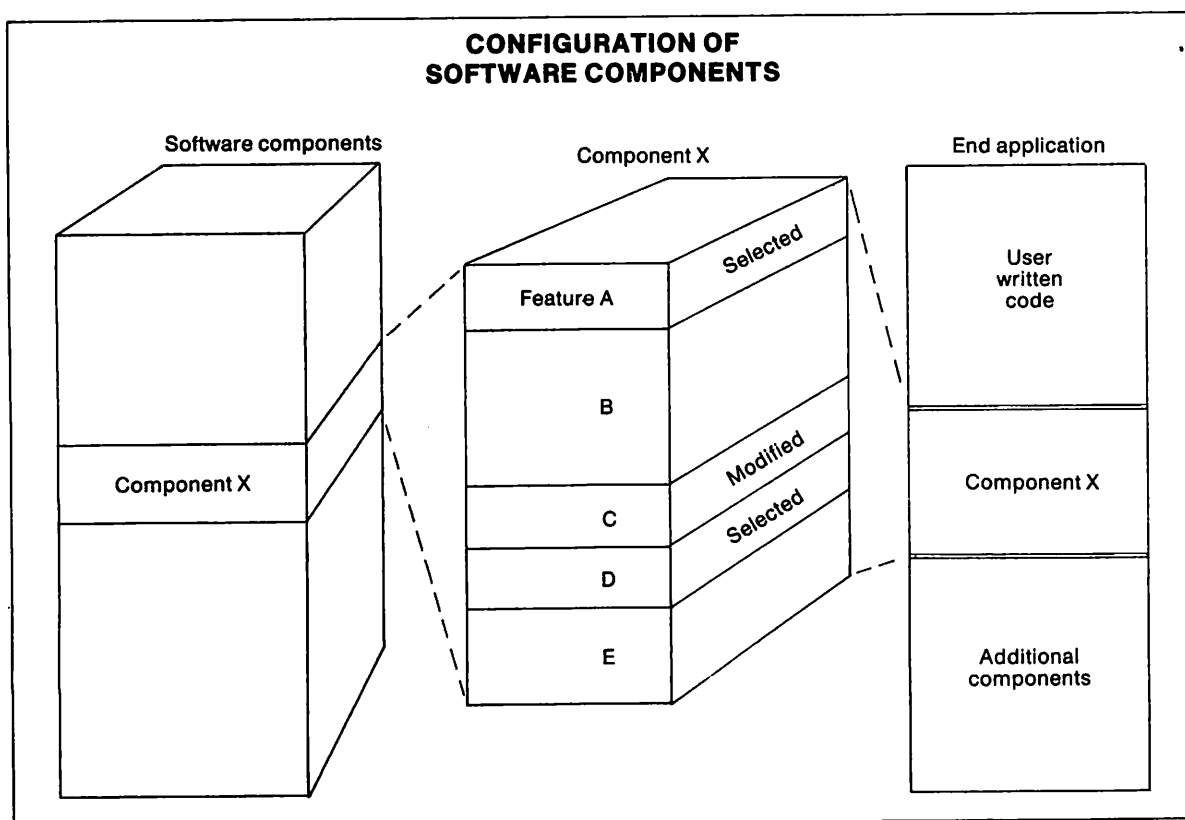 CONFIGURATION OF
SOFTWARE COMPONENTS
Software components
Component X
Component X
Feature A
Selected
B
C
Modified
D
Selected
E
End application
User
written
code
Component X
Additional
components